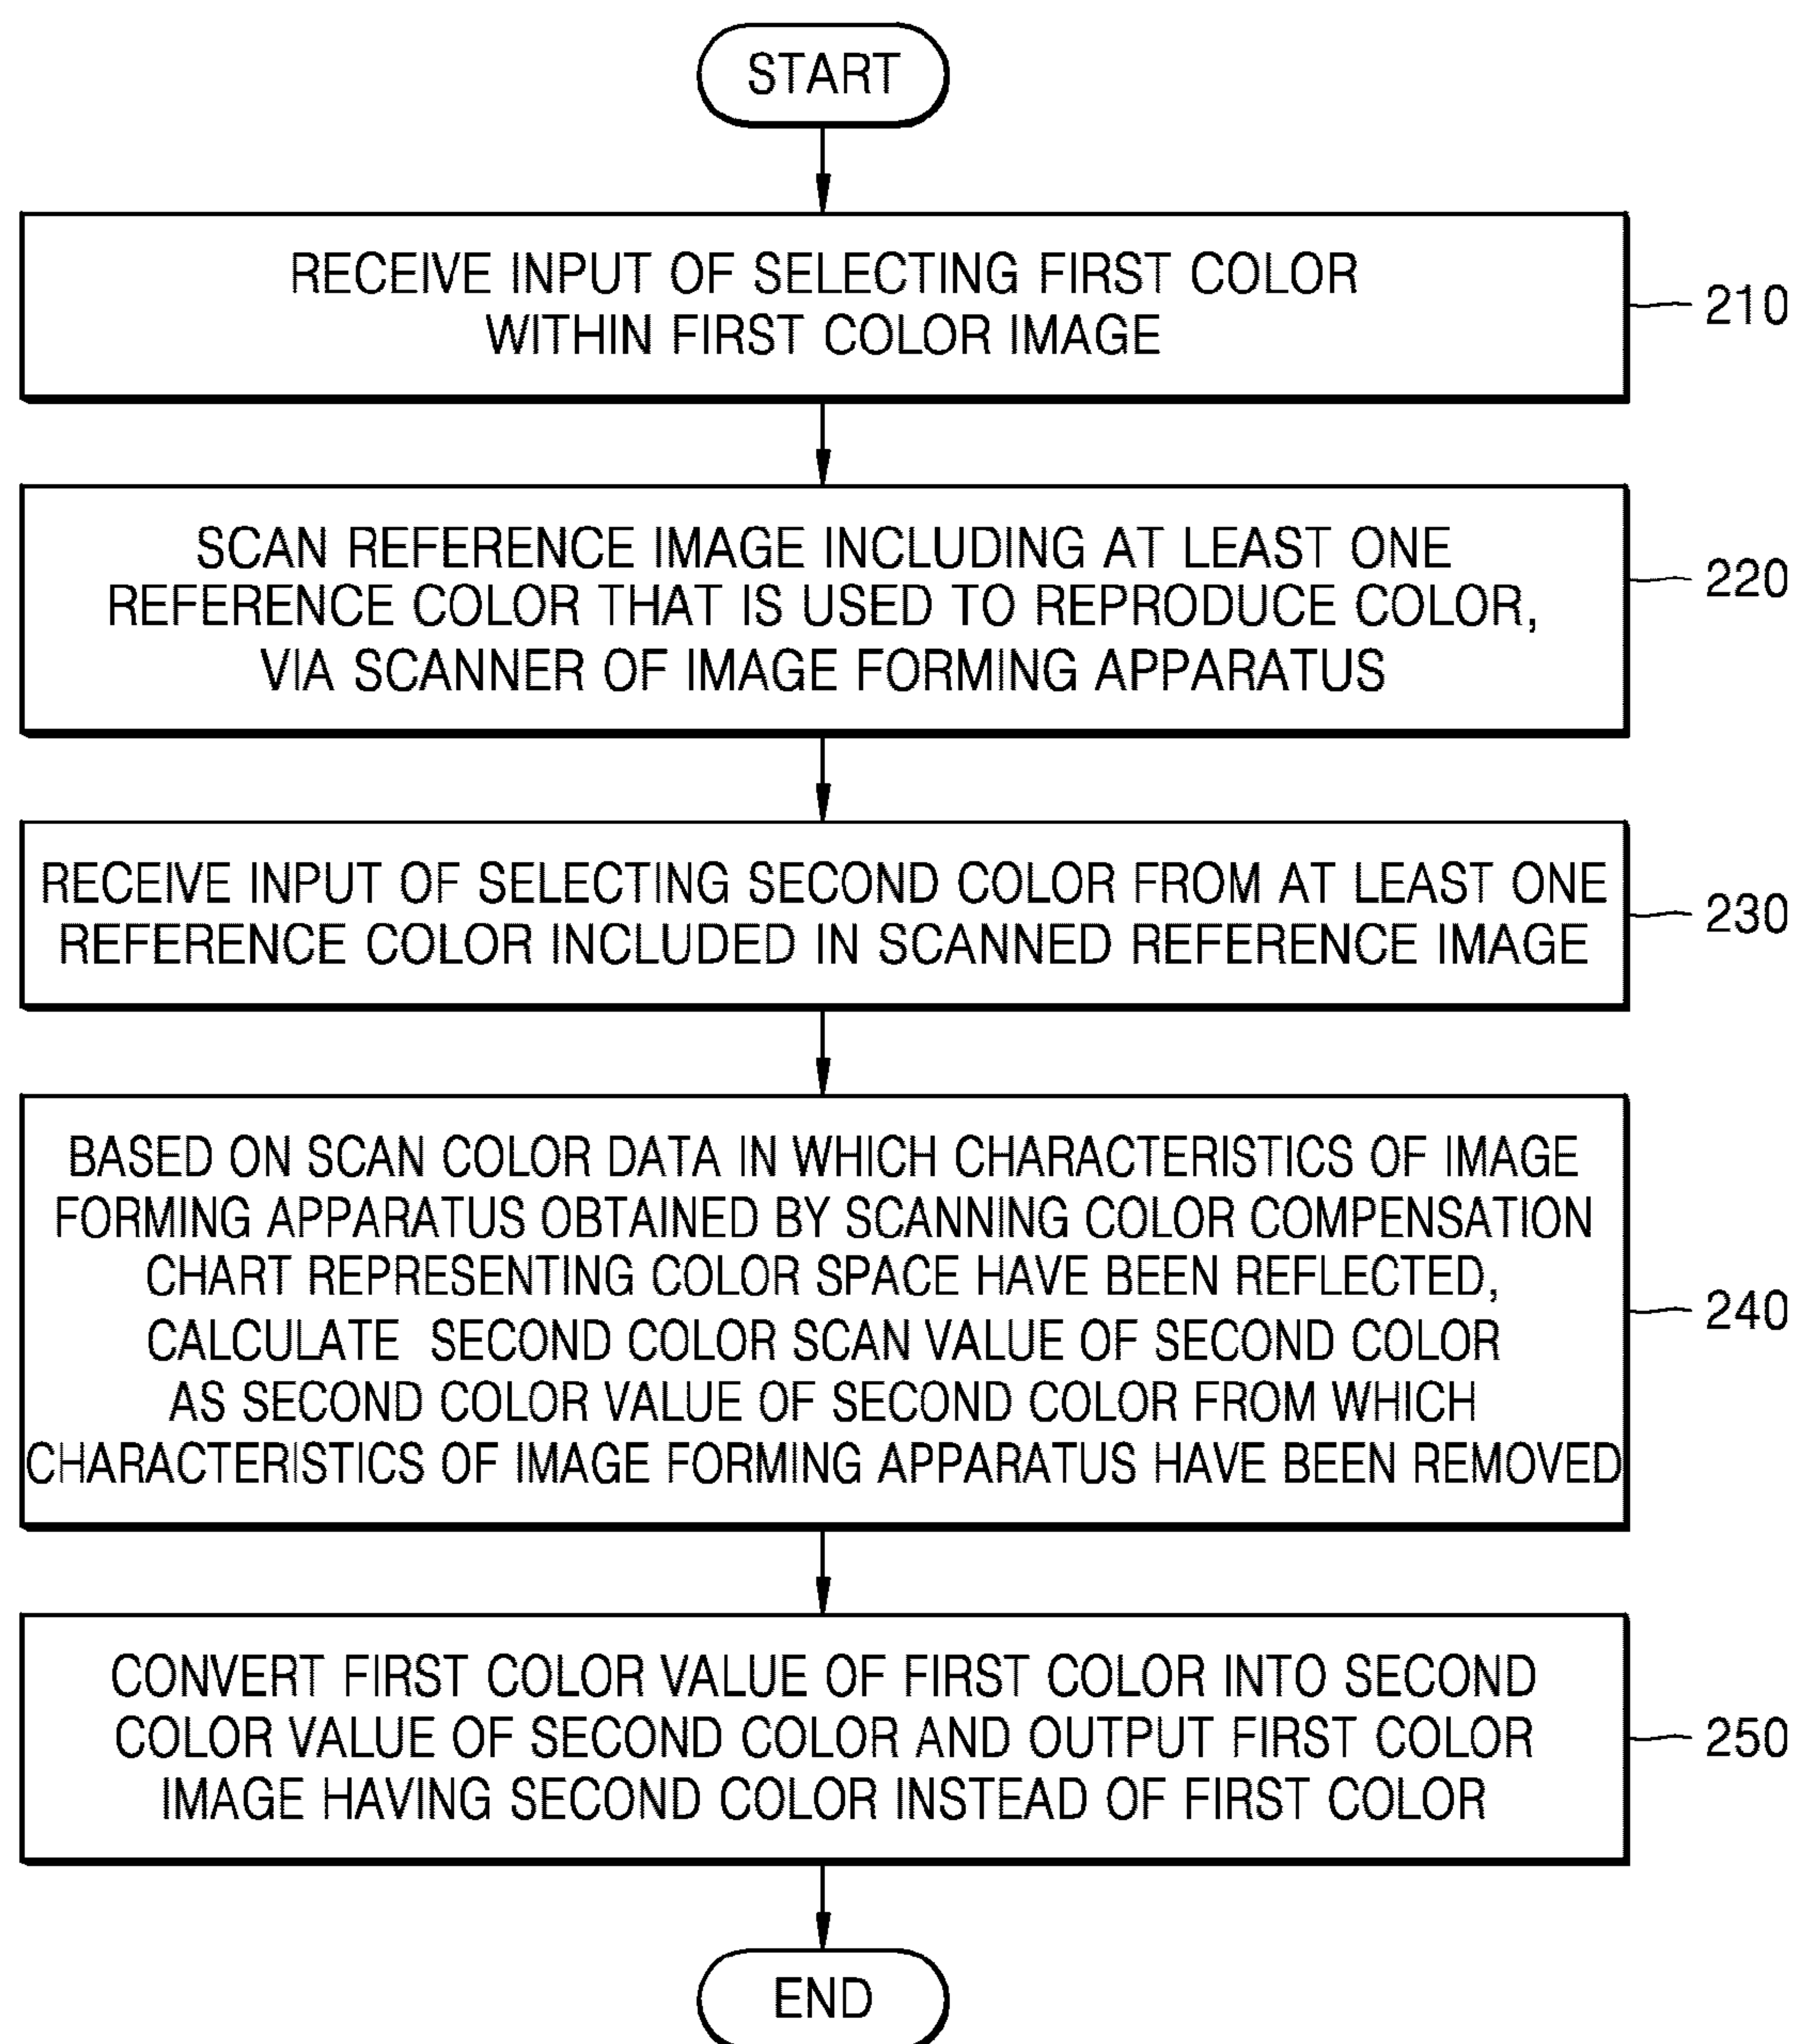 START
RECEIVE INPUT OF SELECTING FIRST COLOR
WITHIN FIRST COLOR IMAGE
210
SCAN REFERENCE IMAGE INCLUDING AT LEAST ONE
REFERENCE COLOR THAT IS USED TO REPRODUCE COLOR,
VIA SCANNER OF IMAGE FORMING APPARATUS
220
RECEIVE INPUT OF SELECTING SECOND COLOR FROM AT LEAST ONE
REFERENCE COLOR INCLUDED IN SCANNED REFERENCE IMAGE
230
BASED ON SCAN COLOR DATA IN WHICH CHARACTERISTICS OF IMAGE
FORMING APPARATUS OBTAINED BY SCANNING COLOR COMPENSATION
CHART REPRESENTING COLOR SPACE HAVE BEEN REFLECTED,
CALCULATE SECOND COLOR SCAN VALUE OF SECOND COLOR
AS SECOND COLOR VALUE OF SECOND COLOR FROM WHICH
CHARACTERISTICS OF IMAGE FORMING APPARATUS HAVE BEEN REMOVED
240
CONVERT FIRST COLOR VALUE OF FIRST COLOR INTO SECOND
COLOR VALUE OF SECOND COLOR AND OUTPUT FIRST COLOR
IMAGE HAVING SECOND COLOR INSTEAD OF FIRST COLOR
250
END